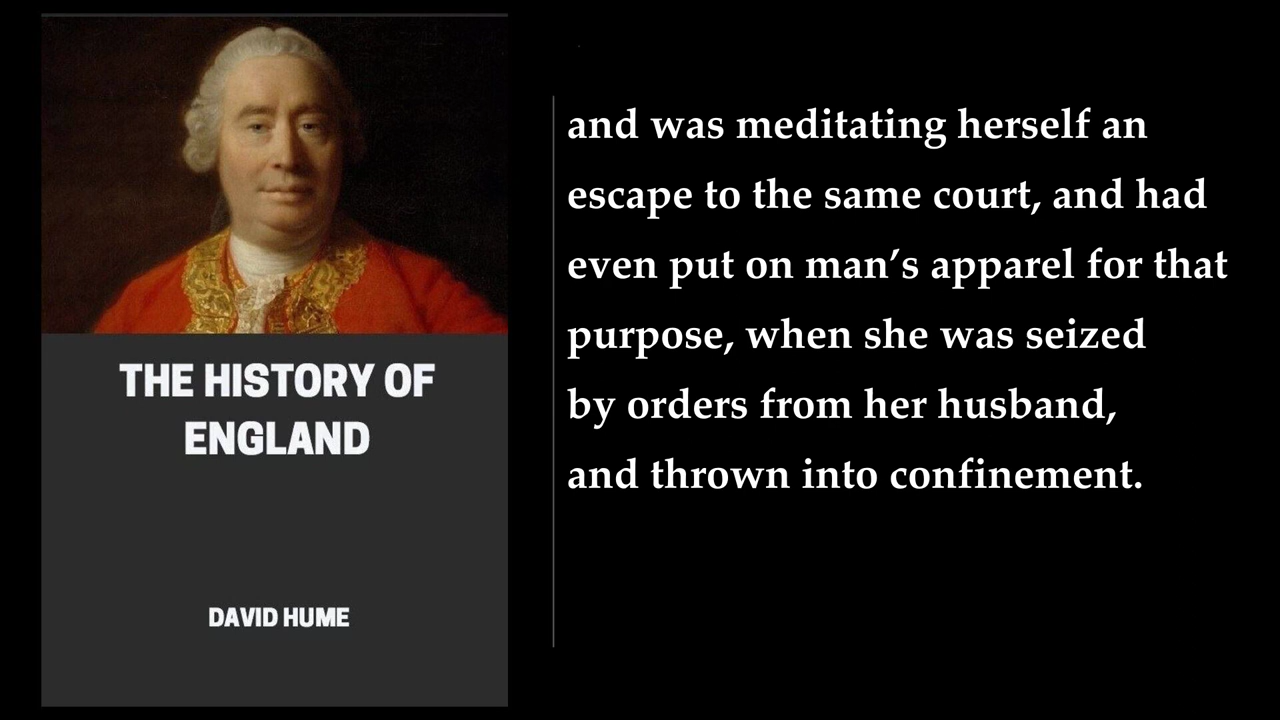 THE HISTORY OF
ENGLAND
DAVID HUME
and was meditating herself an
escape to the same court, and had
even put on man’s apparel for that
purpose, when she was seized
by orders from her husband,
and thrown into confinement.